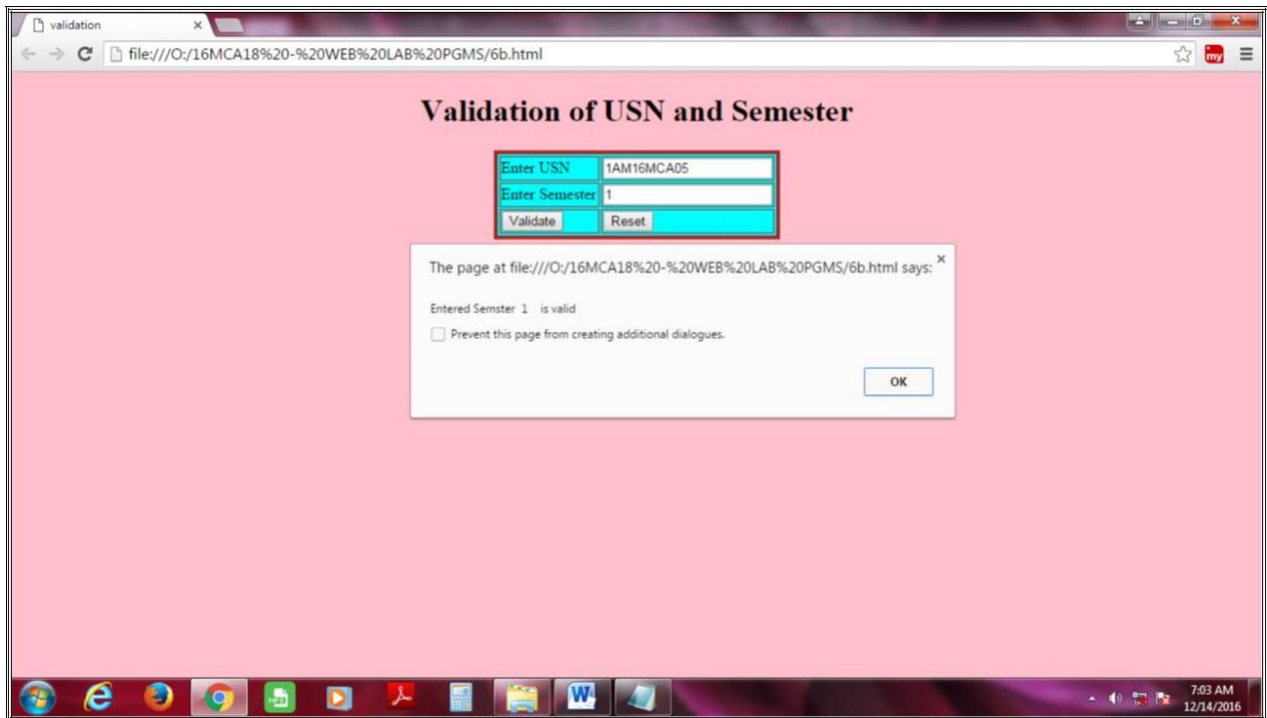 validation
file:///O:/16MCA18%20-%20WEB%20LAB%20PGMS/6b.html
my
Validation of USN and Semester
Enter USN 1AM16MCA05
Enter Semester 1
Validate Reset
The page at file:///O:/16MCA18%20-%20WEB%20LAB%20PGMS/6b.html says:
Entered Semster 1 is valid
Prevent this page from creating additional dialogues.
OK
7:03 AM
12/14/2016